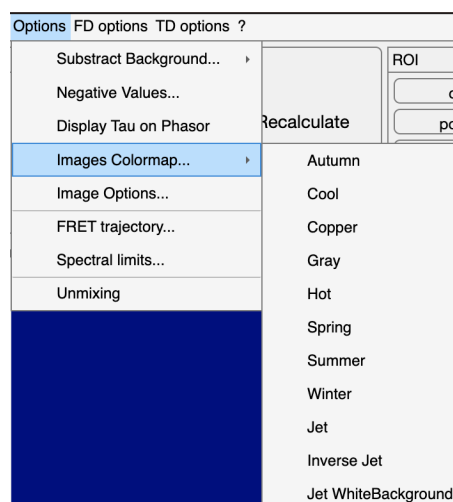 Options FD options TD options ?
Substract Background...
ROI
Negative Values...
Display Tau on Phasor
Recalculate
Images Colormap...
Autumn
Image Options...
Cool
FRET trajectory...
Copper
Spectral limits...
Gray
Unmixing
Hot
Spring
Summer
Winter
Jet
Inverse Jet
Jet WhiteBackground